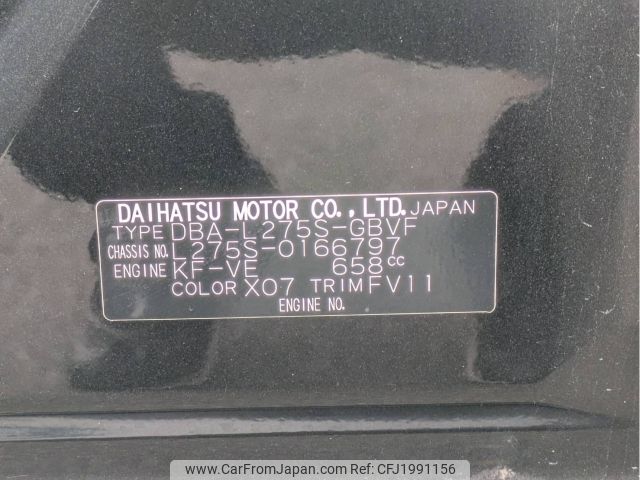 DAIHATSU MOTOR CO.,LTD. JAPAN
TYPE DBA-L275S-GBVF
CHASSIS NO. L275S-0166797
ENGINE KF-VE 658cc
COLOR X07 TRIM FV11
ENGINE NO.
www.CarFromJapan.com | Ref No: CFJ1991156